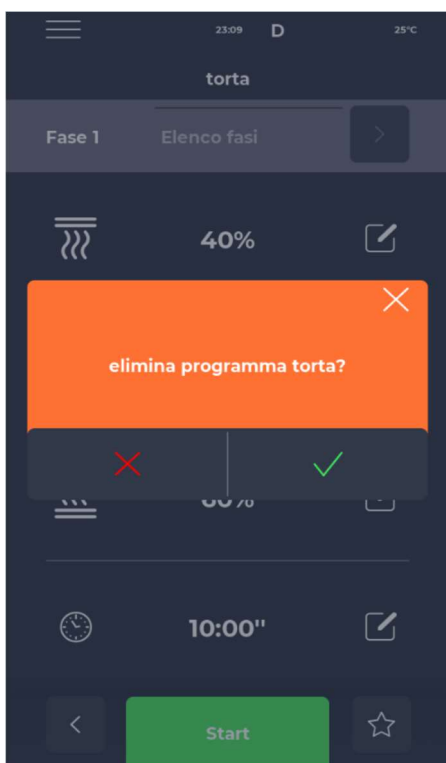 23:09 D 25°C
torta
Fase 1 Elenco fasi
40%
elimina programma torta?
10:00"
Start